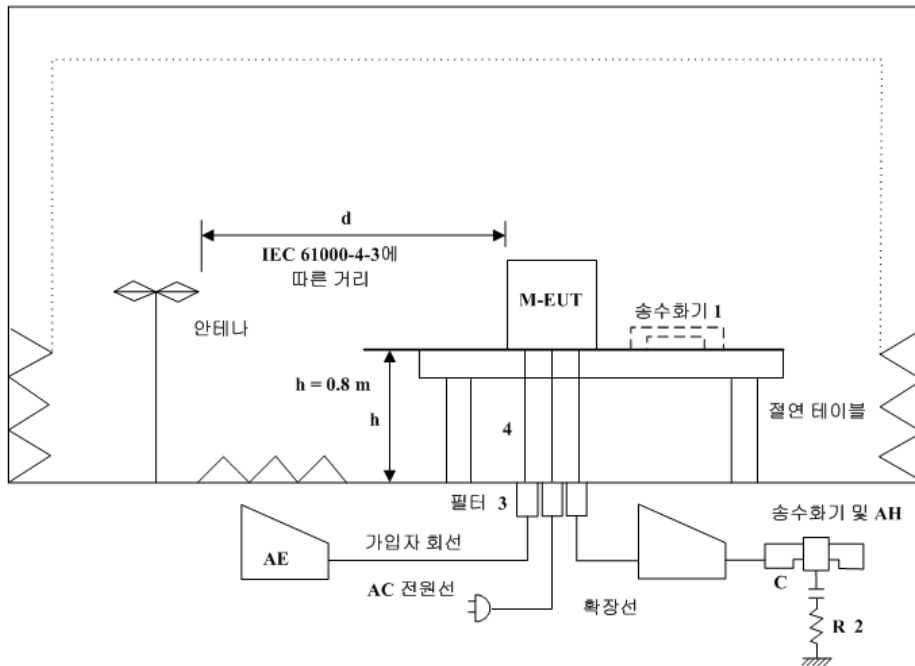 d
IEC 61000-4-3에
따른 거리
M-EUT
송수화기 1
안테나
h = 0.8 m
h
4
절연 테이블
필터 3
송수화기 및 AH
AE
가입자 회선
C
AC 전원선
확장선
R 2